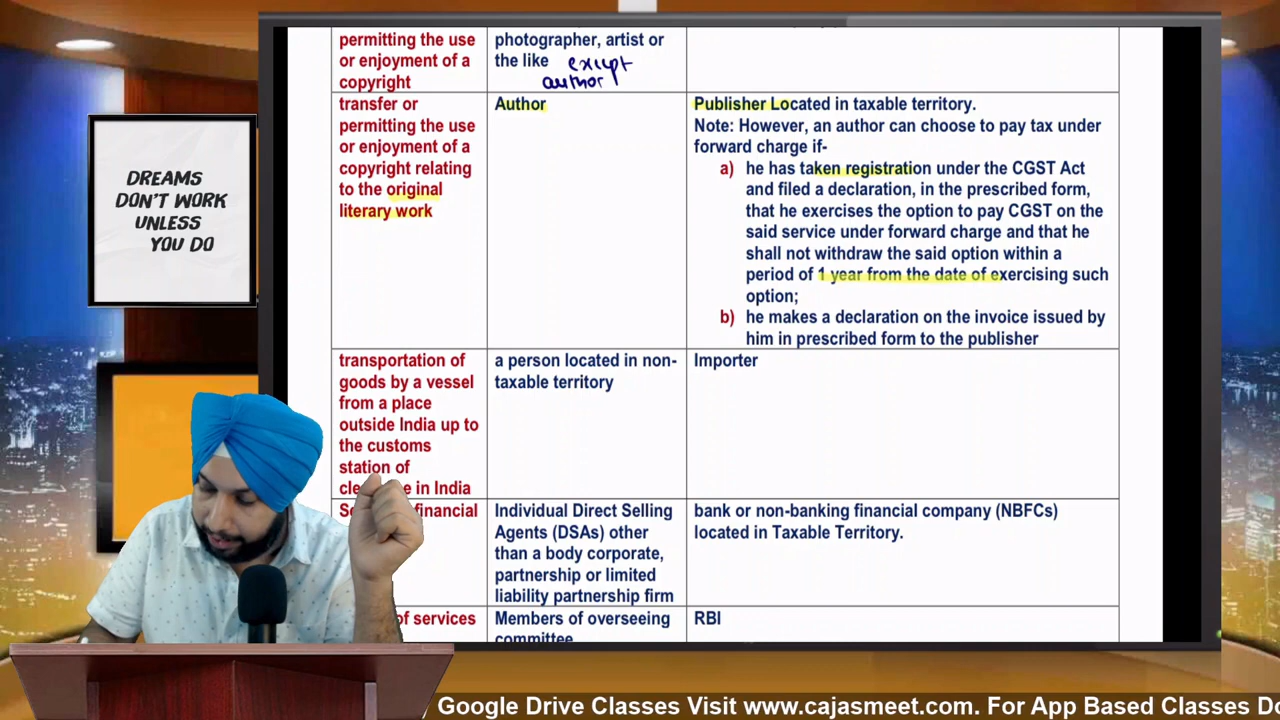 permitting the use
or enjoyment of a
copyright
photographer, artist or
the like except
author
transfer or
permitting the use
or enjoyment of a
copyright relating
to the original
literary work
Author
Publisher Located in taxable territory.
Note: However, an author can choose to pay tax under
forward charge if-
a) he has taken registration under the CGST Act
and filed a declaration, in the prescribed form,
that he exercises the option to pay CGST on the
said service under forward charge and that he
shall not withdraw the said option within a
period of 1 year from the date of exercising such
option;
b) he makes a declaration on the invoice issued by
him in prescribed form to the publisher
transportation of
goods by a vessel
from a place
outside India up to
the customs
station of
in India
a person located in non-
taxable territory
Importer
financial
Individual Direct Selling
Agents (DSAs) other
than a body corporate,
partnership or limited
liability partnership firm
bank or non-banking financial company (NBFCs)
located in Taxable Territory.
of services
Members of overseeing
committee
RBI
DREAMS
DON'T WORK
UNLESS
YOU DO
Google Drive Classes Visit www.cajasmeet.com. For App Based Classes